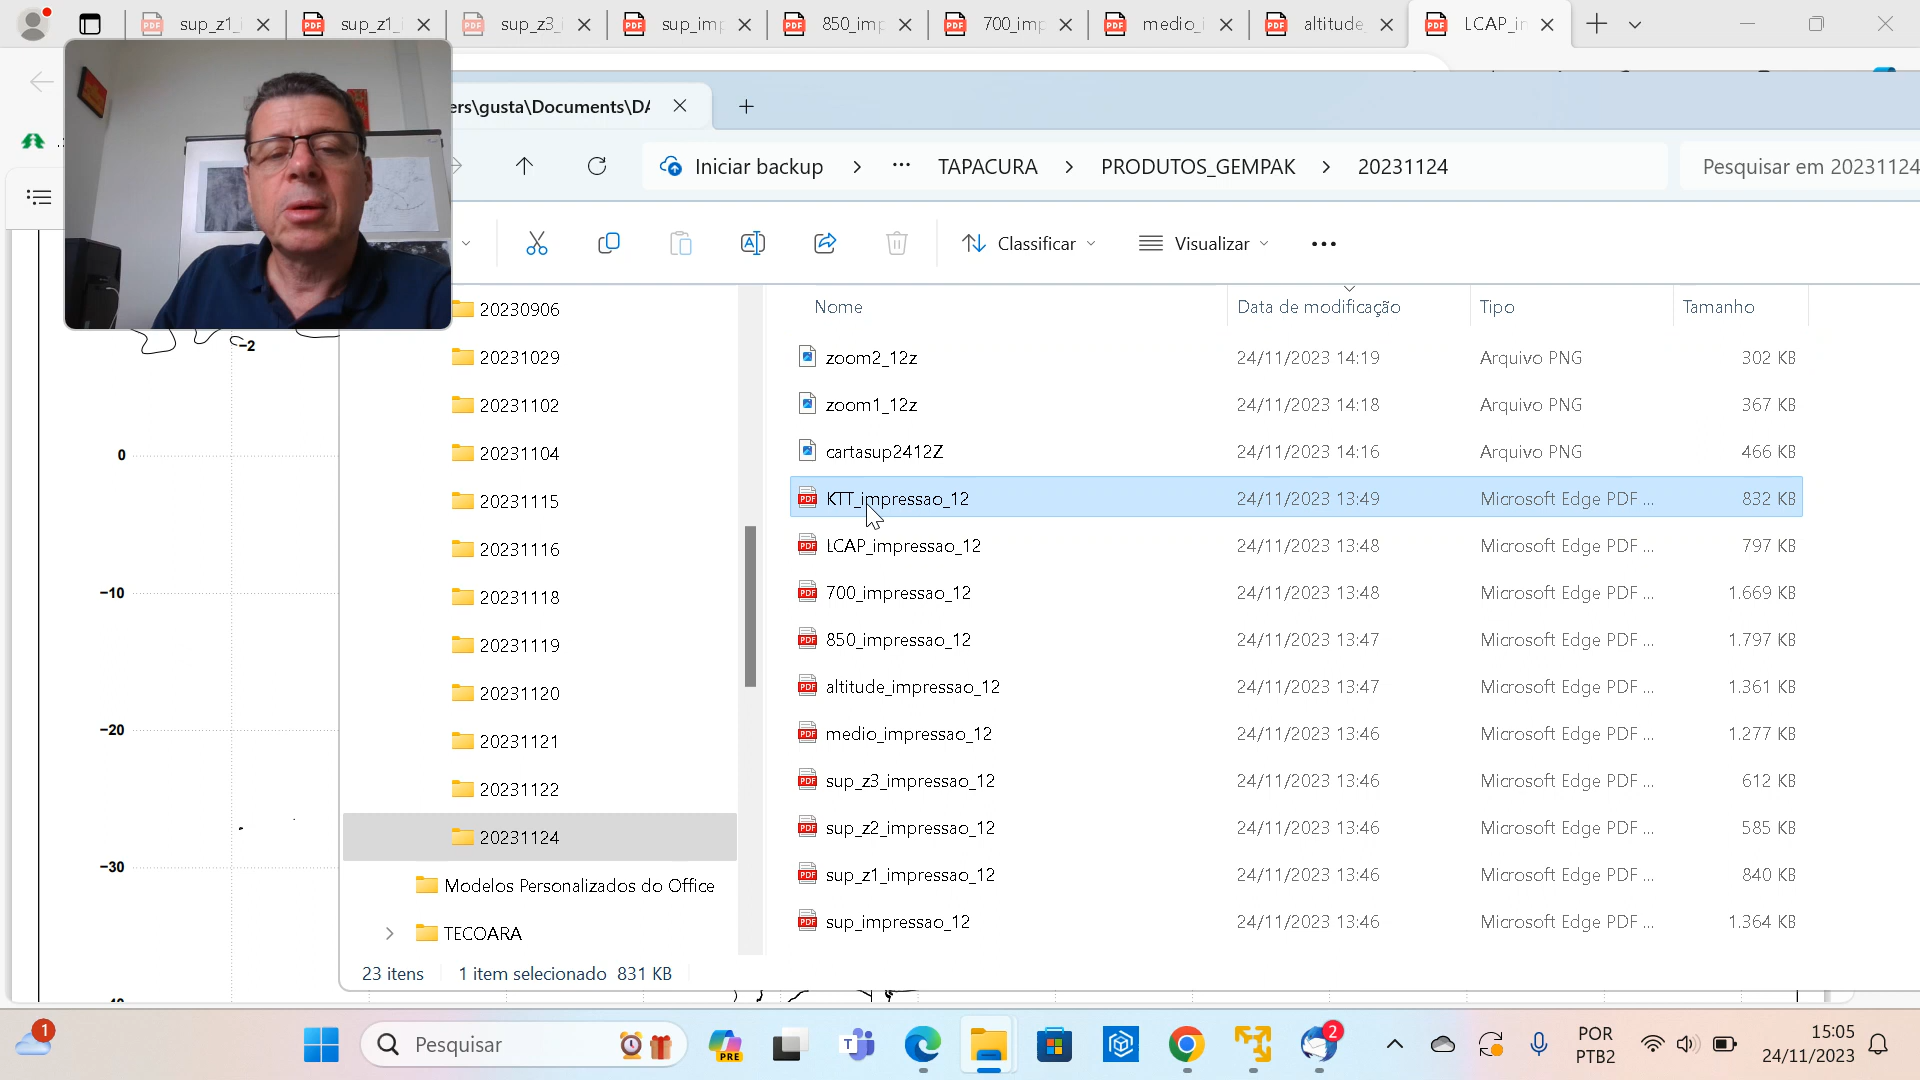 sup_z1_i
sup_z1_i
sup_z3_i
sup_imp
850_imp
700_imp
medio_i
altitude_
LCAP_in
ers\gusta\Documents\DA
Iniciar backup > ... TAPACURA > PRODUTOS_GEMPAK > 20231124
Pesquisar em 20231124
Classificar
Visualizar
Nome Data de modificação Tipo Tamanho
20230906
20231029
20231102
20231104
20231115
20231116
20231118
20231119
20231120
20231121
20231122
20231124
Modelos Personalizados do Office
TECOARA
zoom2_12z 24/11/2023 14:19 Arquivo PNG 302 KB
zoom1_12z 24/11/2023 14:18 Arquivo PNG 367 KB
cartasup2412Z 24/11/2023 14:16 Arquivo PNG 466 KB
KTT_impressao_12 24/11/2023 13:49 Microsoft Edge PDF ... 832 KB
LCAP_impressao_12 24/11/2023 13:48 Microsoft Edge PDF ... 797 KB
700_impressao_12 24/11/2023 13:48 Microsoft Edge PDF ... 1.669 KB
850_impressao_12 24/11/2023 13:47 Microsoft Edge PDF ... 1.797 KB
altitude_impressao_12 24/11/2023 13:47 Microsoft Edge PDF ... 1.361 KB
medio_impressao_12 24/11/2023 13:46 Microsoft Edge PDF ... 1.277 KB
sup_z3_impressao_12 24/11/2023 13:46 Microsoft Edge PDF ... 612 KB
sup_z2_impressao_12 24/11/2023 13:46 Microsoft Edge PDF ... 585 KB
sup_z1_impressao_12 24/11/2023 13:46 Microsoft Edge PDF ... 840 KB
sup_impressao_12 24/11/2023 13:46 Microsoft Edge PDF ... 1.364 KB
23 itens 1 item selecionado 831 KB
-2
0
-10
-20
-30
1
Pesquisar
PRE
2
POR
PTB2
15:05
24/11/2023